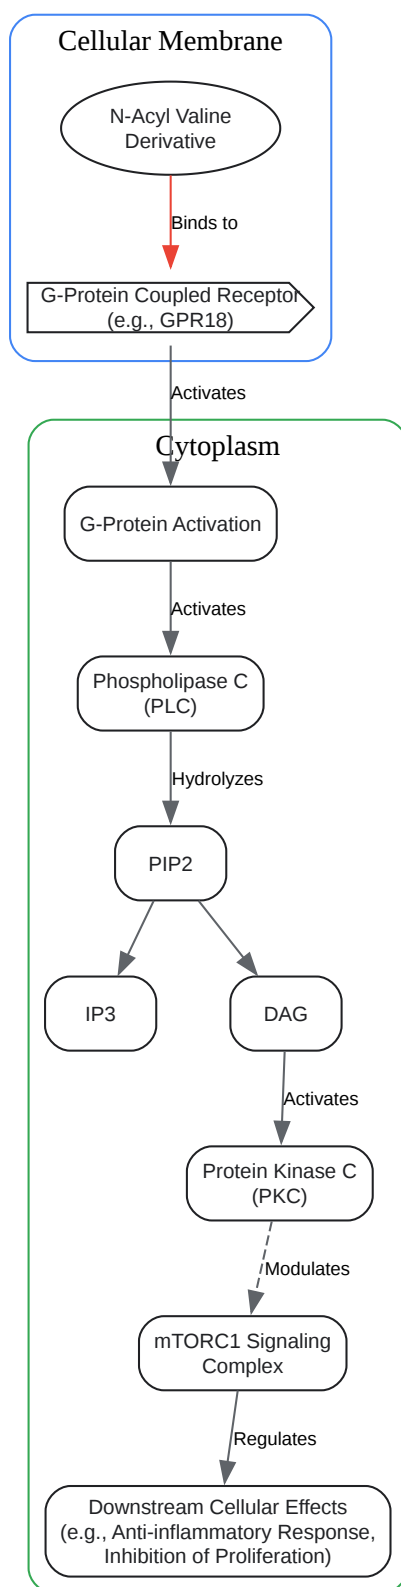 Cellular Membrane
N-Acyl Valine
Derivative
Binds to
G-Protein Coupled Receptor
(e.g., GPR18)
Activates
Cytoplasm
G-Protein Activation
Activates
Phospholipase C
(PLC)
Hydrolyzes
PIP2
IP3
DAG
Activates
Protein Kinase C
(PKC)
Modulates
mTORC1 Signaling
Complex
Regulates
Downstream Cellular Effects
(e.g., Anti-inflammatory Response,
Inhibition of Proliferation)